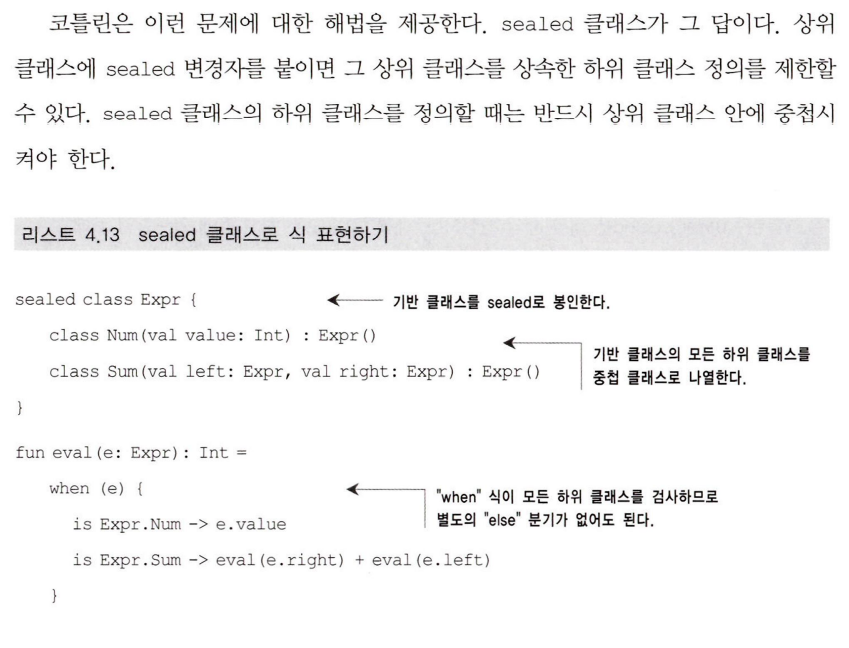 코틀린은 이런 문제에 대한 해법을 제공한다. sealed 클래스가 그 답이다. 상위
클래스에 sealed 변경자를 붙이면 그 상위 클래스를 상속한 하위 클래스 정의를 제한할
수 있다. sealed 클래스의 하위 클래스를 정의할 때는 반드시 상위 클래스 안에 중첩시
켜야 한다.
리스트 4.13 sealed 클래스로 식 표현하기
sealed class Expr {
기반 클래스를 sealed로 봉인한다.
class Num(val value: Int) : Expr()
class Sum(val left: Expr, val right: Expr) : Expr()
기반 클래스의 모든 하위 클래스를
중첩 클래스로 나열한다.
}
fun eval(e: Expr): Int =
when (e) {
"when" 식이 모든 하위 클래스를 검사하므로
별도의 "else" 분기가 없어도 된다.
is Expr.Num -> e.value
is Expr.Sum -> eval(e.right) + eval(e.left)
}